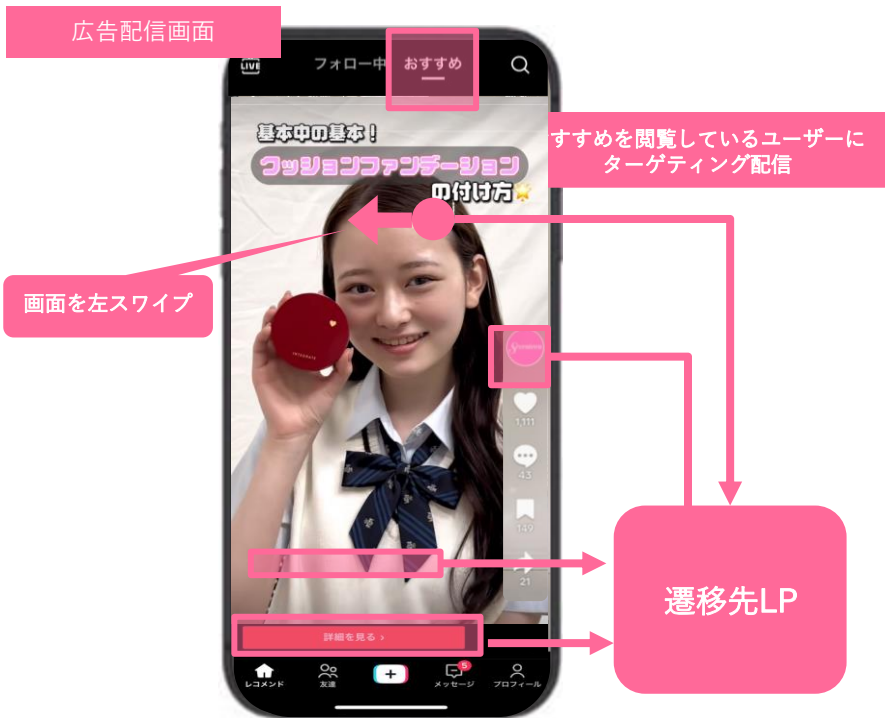 広告配信画面
LIVE
フォロー中
おすすめ
すすめを閲覧しているユーザーに
ターゲティング配信
基本中の基本!
クッションファンデーション
の付け方🌟
画面を左スワイプ
INTEGRATE
1,111
43
149
21
遷移先LP
詳細を見る ›
レコメンド
友達
5
メッセージ
プロフィール